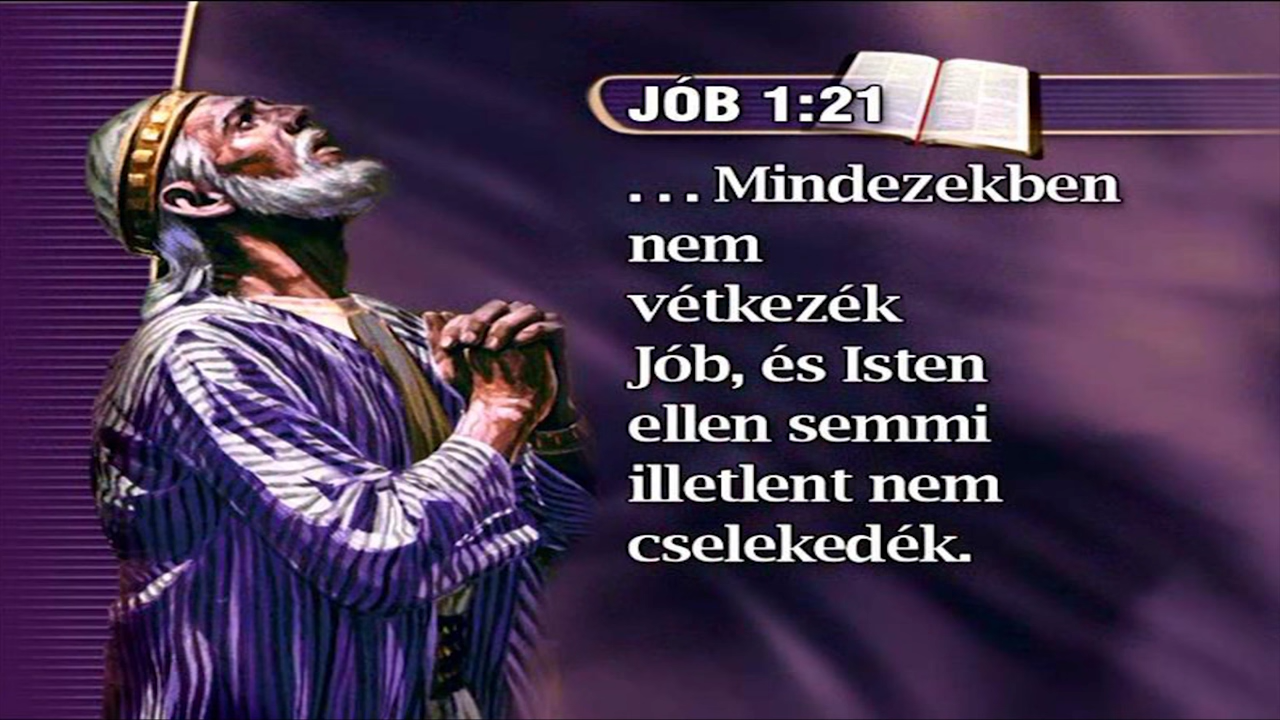 JÓB 1:21
. . . Mindezekben
nem
vétkezék
Jób, és Isten
ellen semmi
illetlent nem
cselekedék.